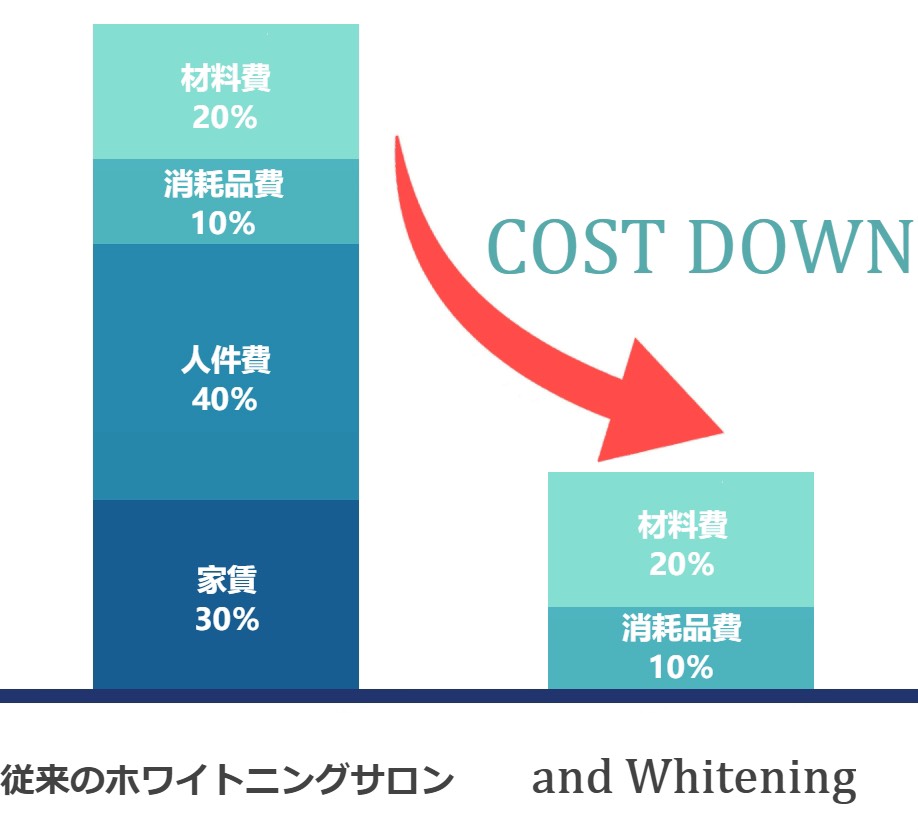 材料費
20%
消耗品費
10%
人件費
40%
家賃
30%
COST DOWN
材料費
20%
消耗品費
10%
従来のホワイトニングサロン
and Whitening